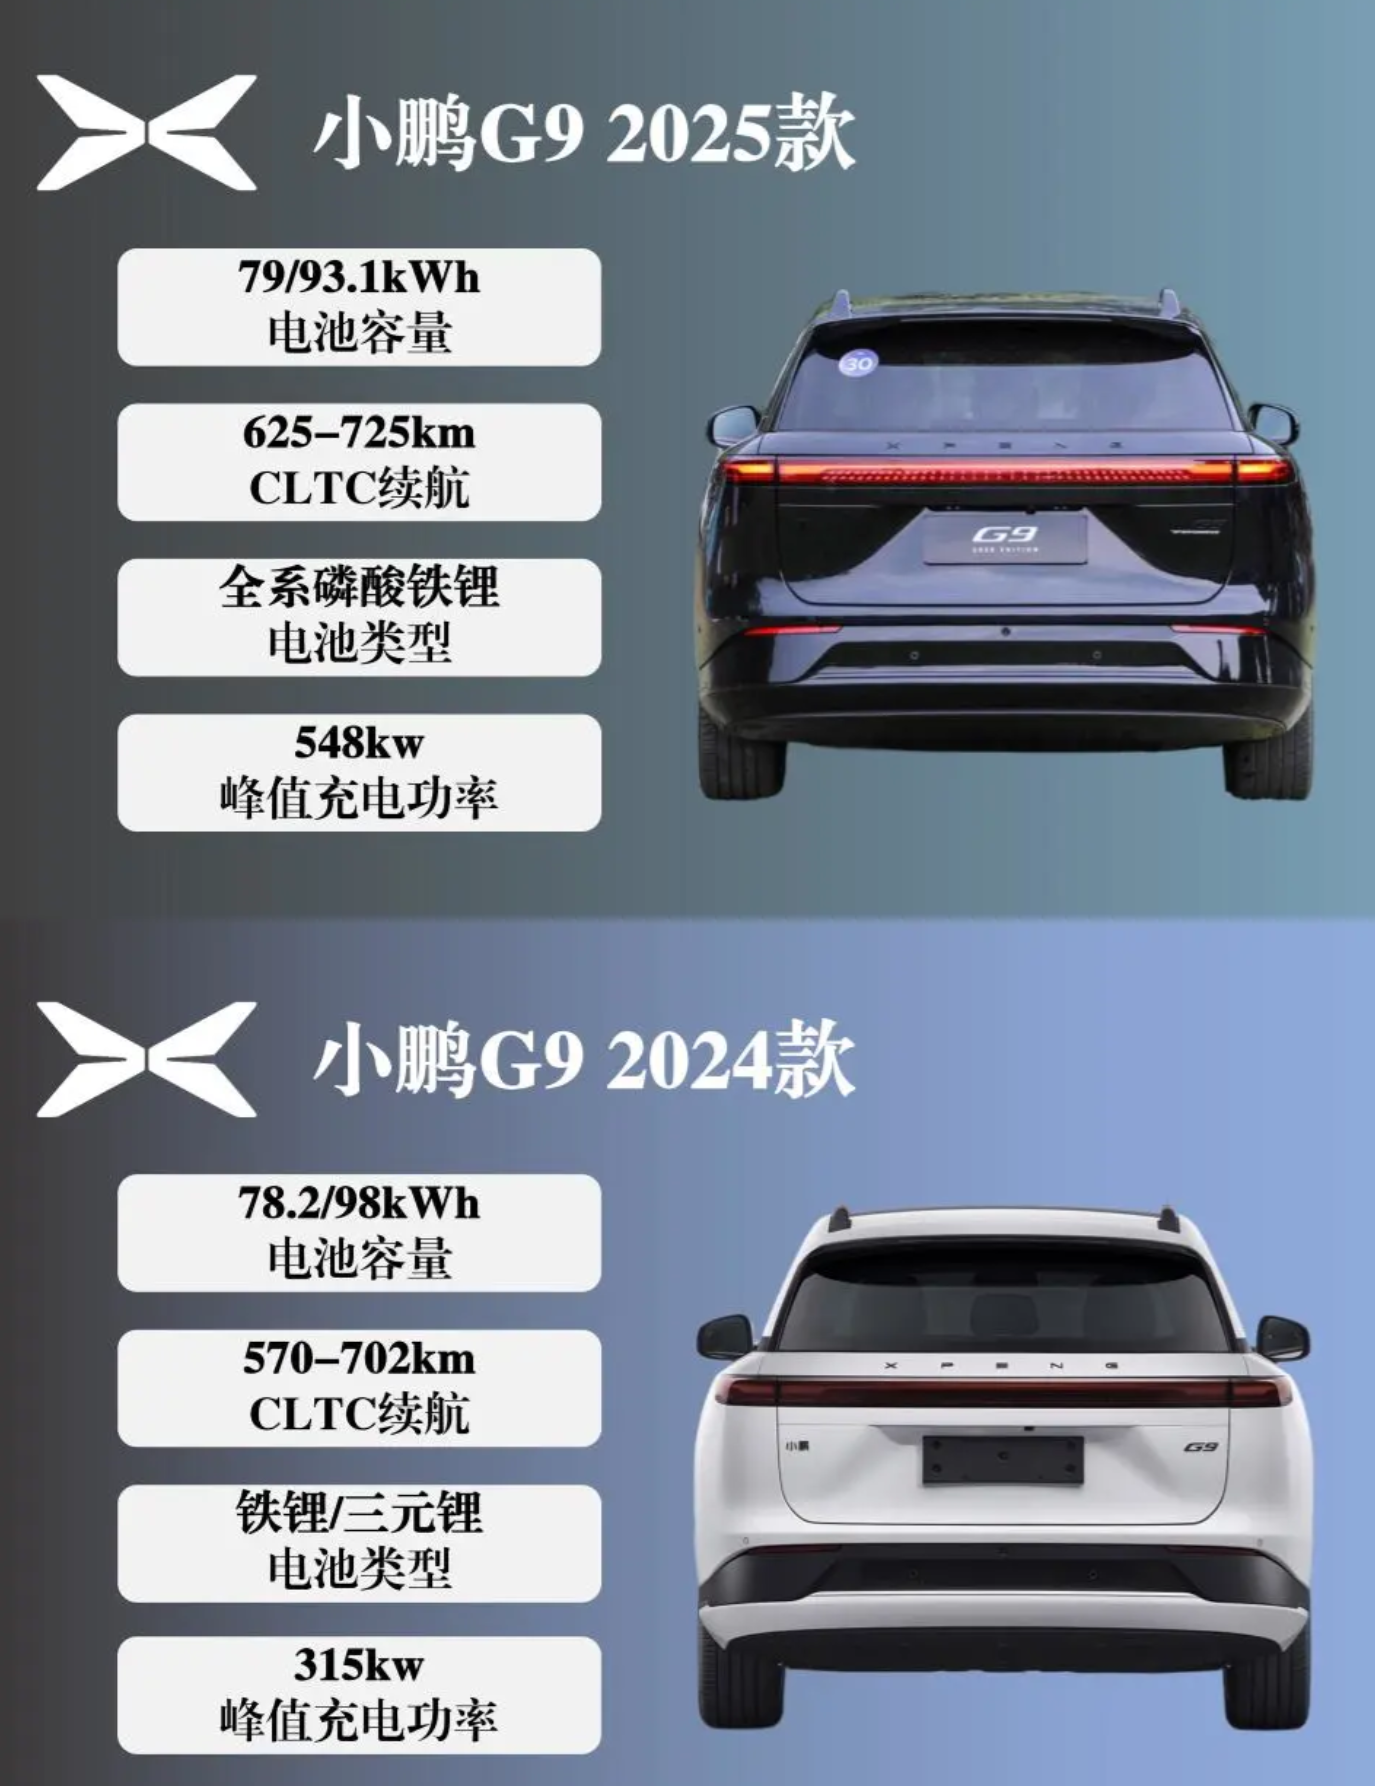 小鹏G9 2025款
79/93.1kWh
电池容量
625-725km
CLTC续航
全系磷酸铁锂
电池类型
548kw
峰值充电功率
30
X P E N G
G9
小鹏G9 2024款
78.2/98kWh
电池容量
570-702km
CLTC续航
铁锂/三元锂
电池类型
315kw
峰值充电功率
X P E N G
小鹏
G9